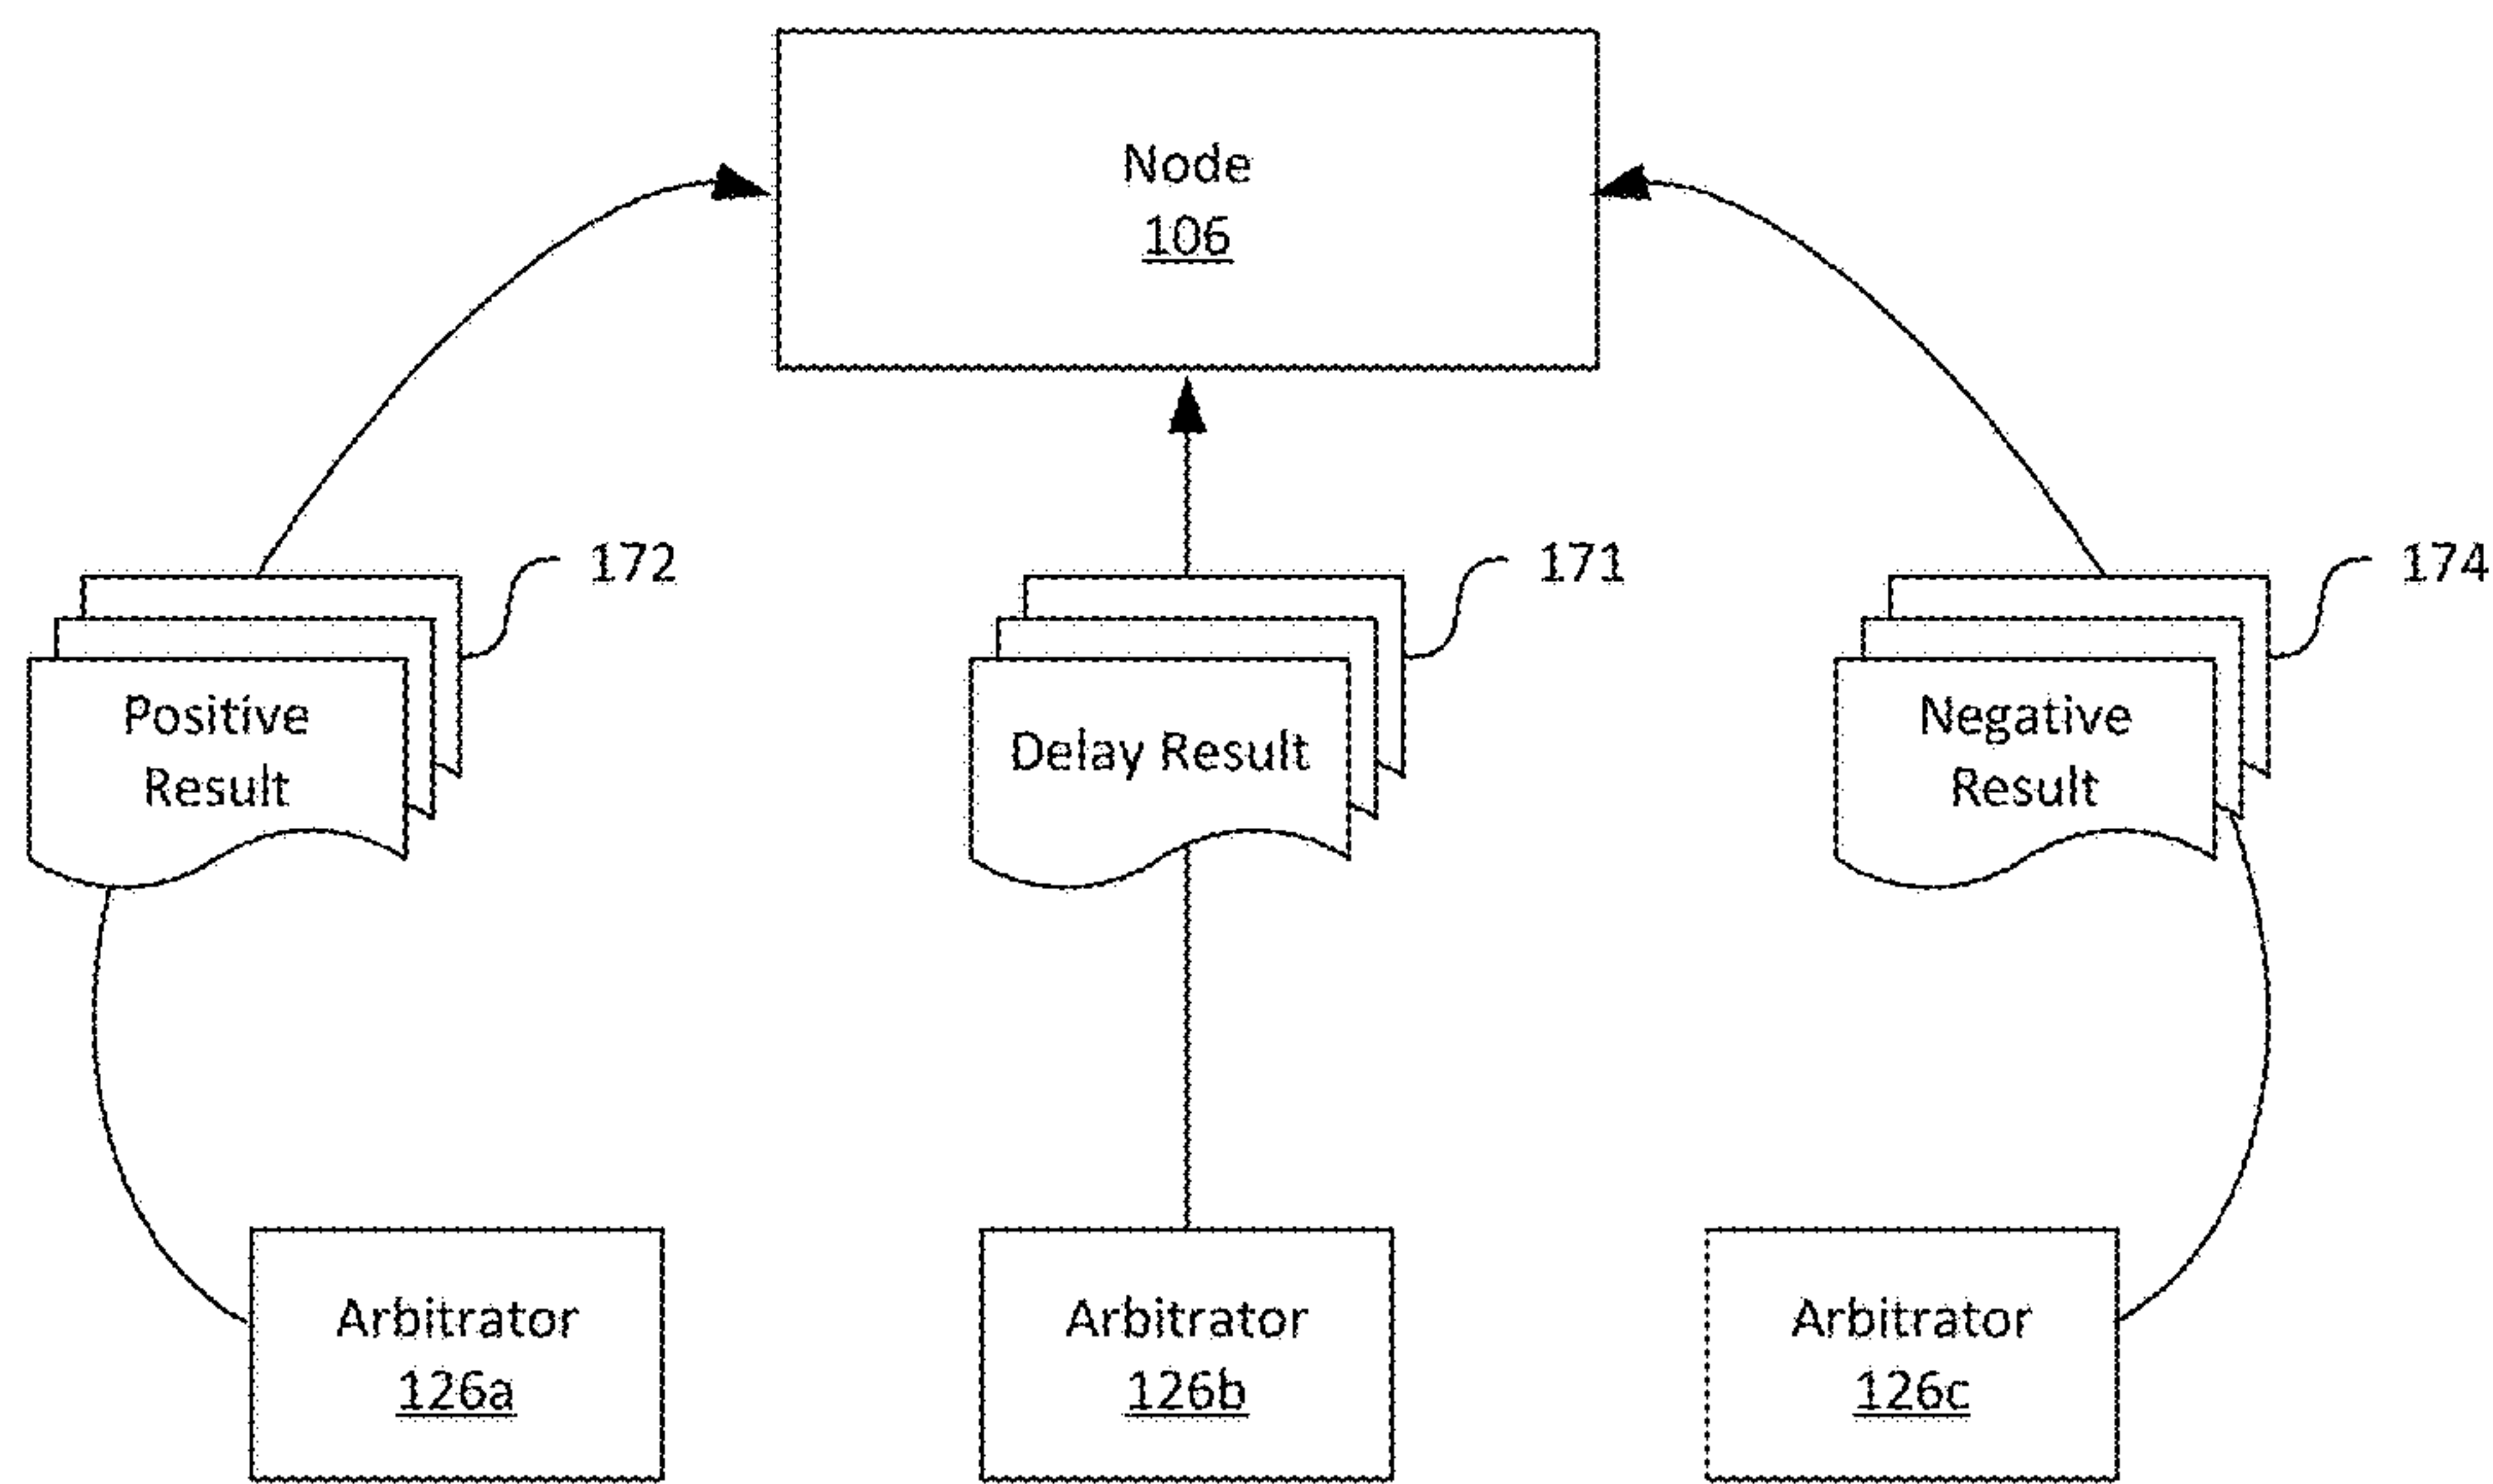 Node
106
172
171
174
Positive
Result
Delay Result
Negative
Result
Arbitrator
126a
Arbitrator
126b
Arbitrator
126c